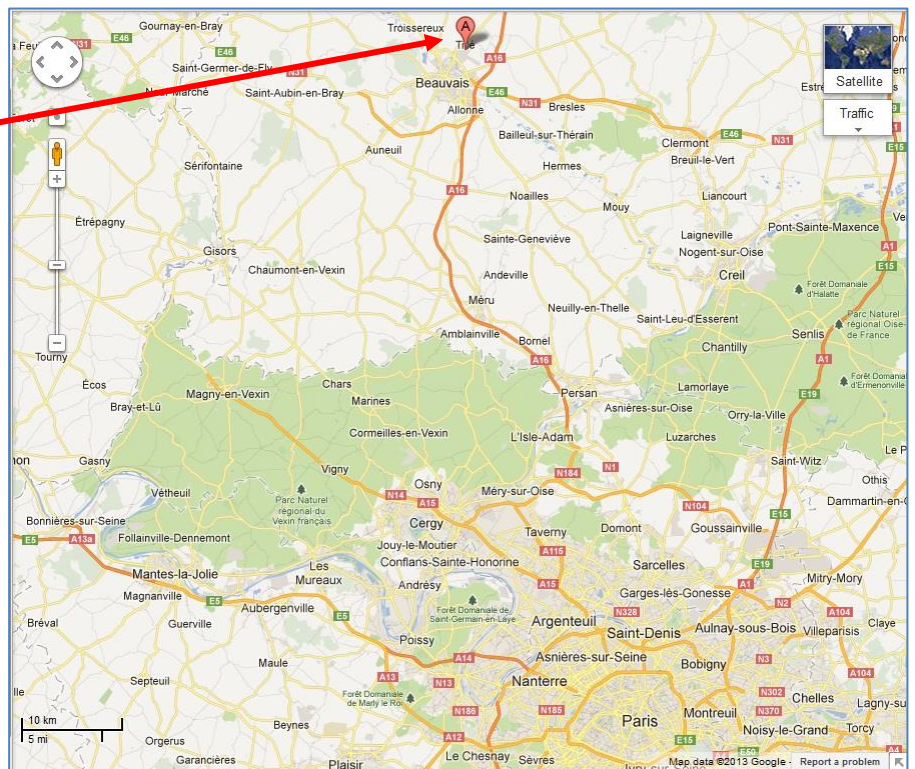 Gournay-en-Bray
Troissereux
A
E46
N31
A16
Saint-Germer-de-Fly
Beauvais
Satellite
Saint-Aubin-en-Bray
E46
N31
Bresles
Traffic
Allonne
Bailleul-sur-Thérain
E46
N31
E15
Auneuil
Clermont
Sérifontaine
Hermes
Breuil-le-Vert
A16
Noailles
Mouy
Liancourt
Étrépagny
Pont-Sainte-Maxence
Sainte-Geneviève
Laigneville
A1
Gisors
Nogent-sur-Oise
E15
Chaumont-en-Vexin
Andeville
Creil
Forêt Domaniale
d'Halatte
Méru
Neuilly-en-Thelle
Saint-Leu-d'Esserent
Parc Naturel
régional Oise-
de France
Amblainville
Bornel
Senlis
Tourny
A16
Chantilly
A1
Écos
Chars
Persan
Lamorlaye
E19
Magny-en-Vexin
Marines
Bray-et-Lû
Asnières-sur-Oise
Orry-la-Ville
Cormeilles-en-Vexin
L'Isle-Adam
Luzarches
Gasny
Vigny
N184
N1
Saint-Witz
Osny
Othis
Vétheuil
Parc Naturel
régional du
Vexin français
N14
A15
Méry-sur-Oise
N104
Dammartin-en-
Bonnières-sur-Seine
Cergy
E15
E5
A13a
Follainville-Dennemont
Taverny
Domont
Goussainville
Jouy-le-Moutier
A115
Mantes-la-Jolie
Les
Mureaux
Conflans-Sainte-Honorine
Sarcelles
E19
Magnanville
Andrésy
A15
Garges-lès-Gonesse
A1
Mitry-Mory
E5
Aubergenville
Forêt Domaniale de
Saint-Germain-en-Laye
N2
A104
Bréval
Guerville
E5
Argenteuil
N328
Saint-Denis
Aulnay-sous-Bois
Villeparisis
Claye
Poissy
Maule
A14
Asnières-sur-Seine
Bobigny
N3
A104
Septeuil
A13
N13
Nanterre
N302
Chelles
Forêt Domaniale
de Marly le Roi
N186
N185
Montreuil
N370
Lagny-su
10 km
5 mi
Beynes
Paris
Noisy-le-Grand
Torcy
Orgerus
A12
E15
E50
A4
Garancières
Plaisir
Le Chesnay
Sèvres
Map data ©2013 Google -
Report a problem